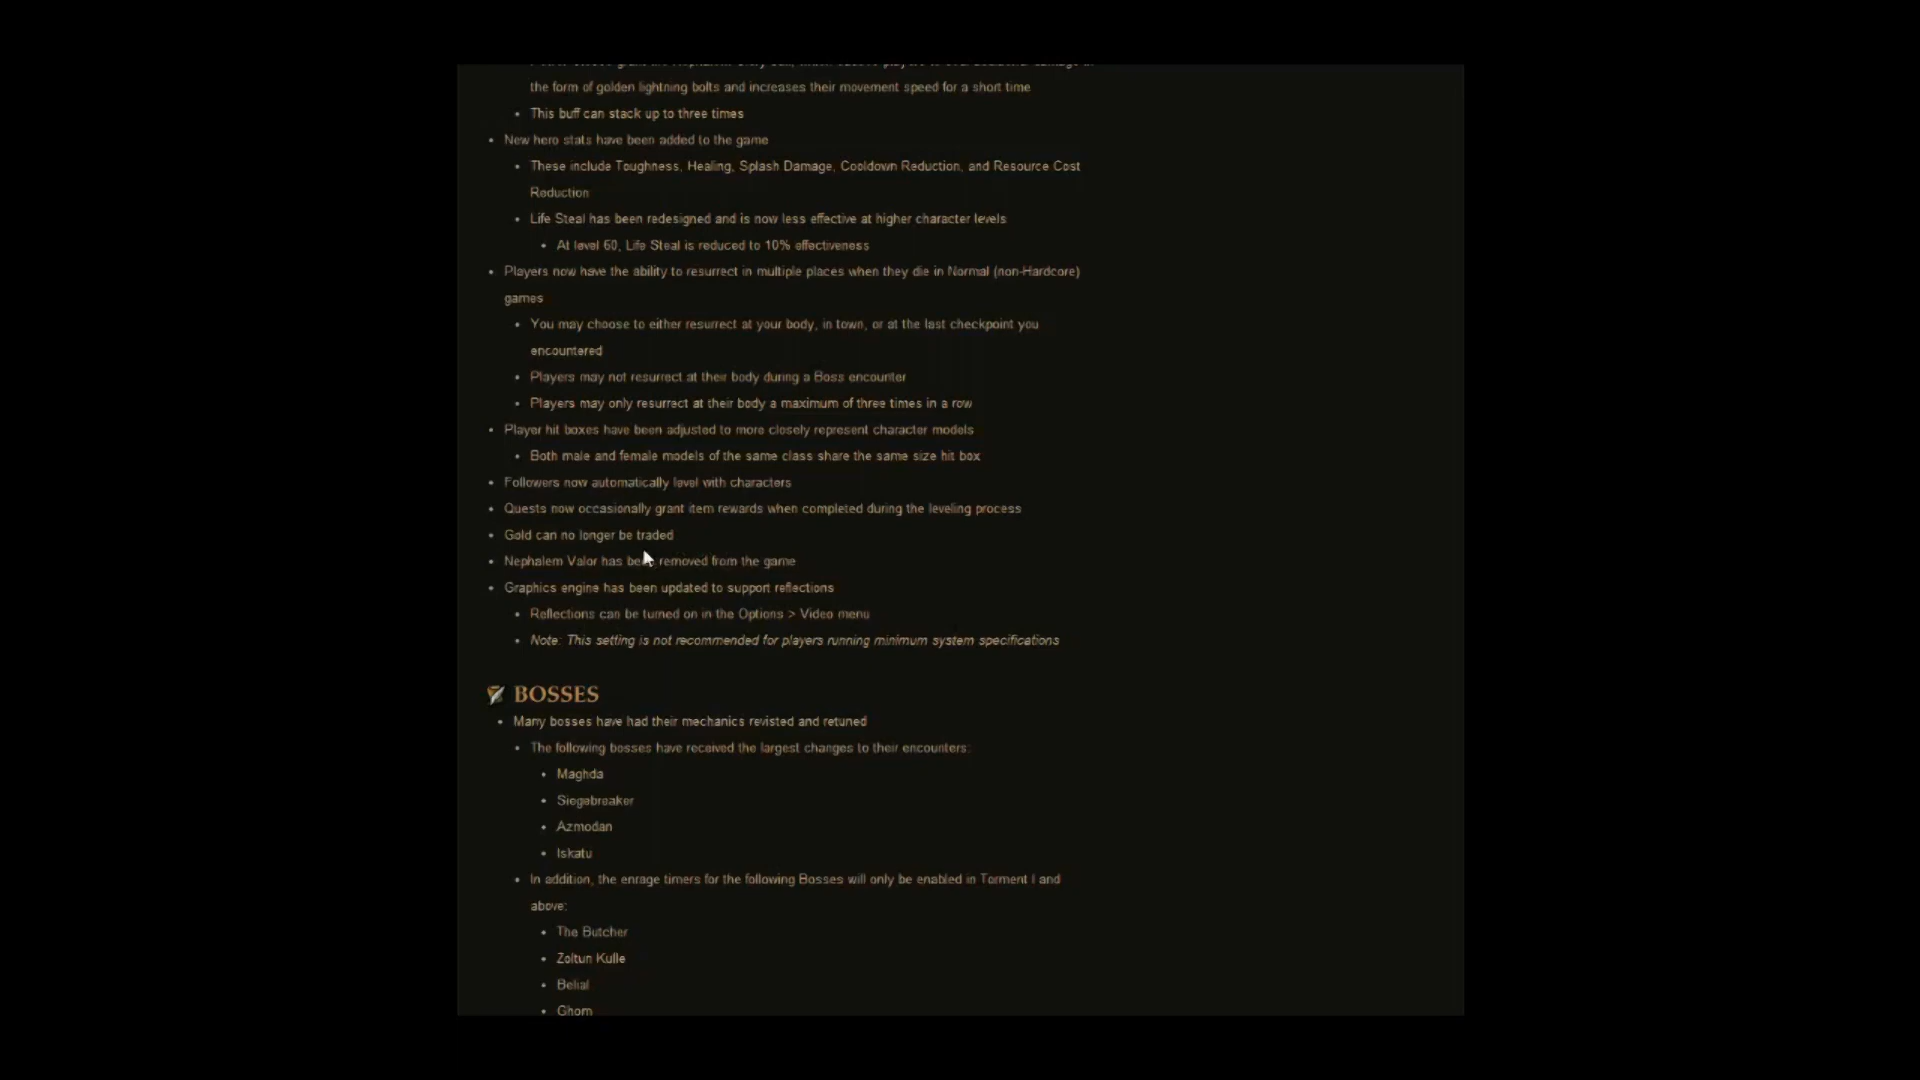 the form of golden lightning bolts and increases their movement speed for a short time
• This buff can stack up to three times
• New hero stats have been added to the game
• These include Toughness, Healing, Splash Damage, Cooldown Reduction, and Resource Cost
Reduction
• Life Steal has been redesigned and is now less effective at higher character levels
• At level 60, Life Steal is reduced to 10% effectiveness
• Players now have the ability to resurrect in multiple places when they die in Normal (non-Hardcore)
games
• You may choose to either resurrect at your body, in town, or at the last checkpoint you
encountered
• Players may not resurrect at their body during a Boss encounter
• Players may only resurrect at their body a maximum of three times in a row
• Player hit boxes have been adjusted to more closely represent character models
• Both male and female models of the same class share the same size hit box
• Followers now automatically level with characters
• Quests now occasionally grant item rewards when completed during the leveling process
• Gold can no longer be traded
• Nephalem Valor has been removed from the game
• Graphics engine has been updated to support reflections
• Reflections can be turned on in the Options > Video menu
• Note: This setting is not recommended for players running minimum system specifications
BOSSES
• Many bosses have had their mechanics revisted and retuned
• The following bosses have received the largest changes to their encounters:
• Maghda
• Siegebreaker
• Azmodan
• Iskatu
• In addition, the enrage timers for the following Bosses will only be enabled in Torment I and
above:
• The Butcher
• Zoltun Kulle
• Belial
• Ghom